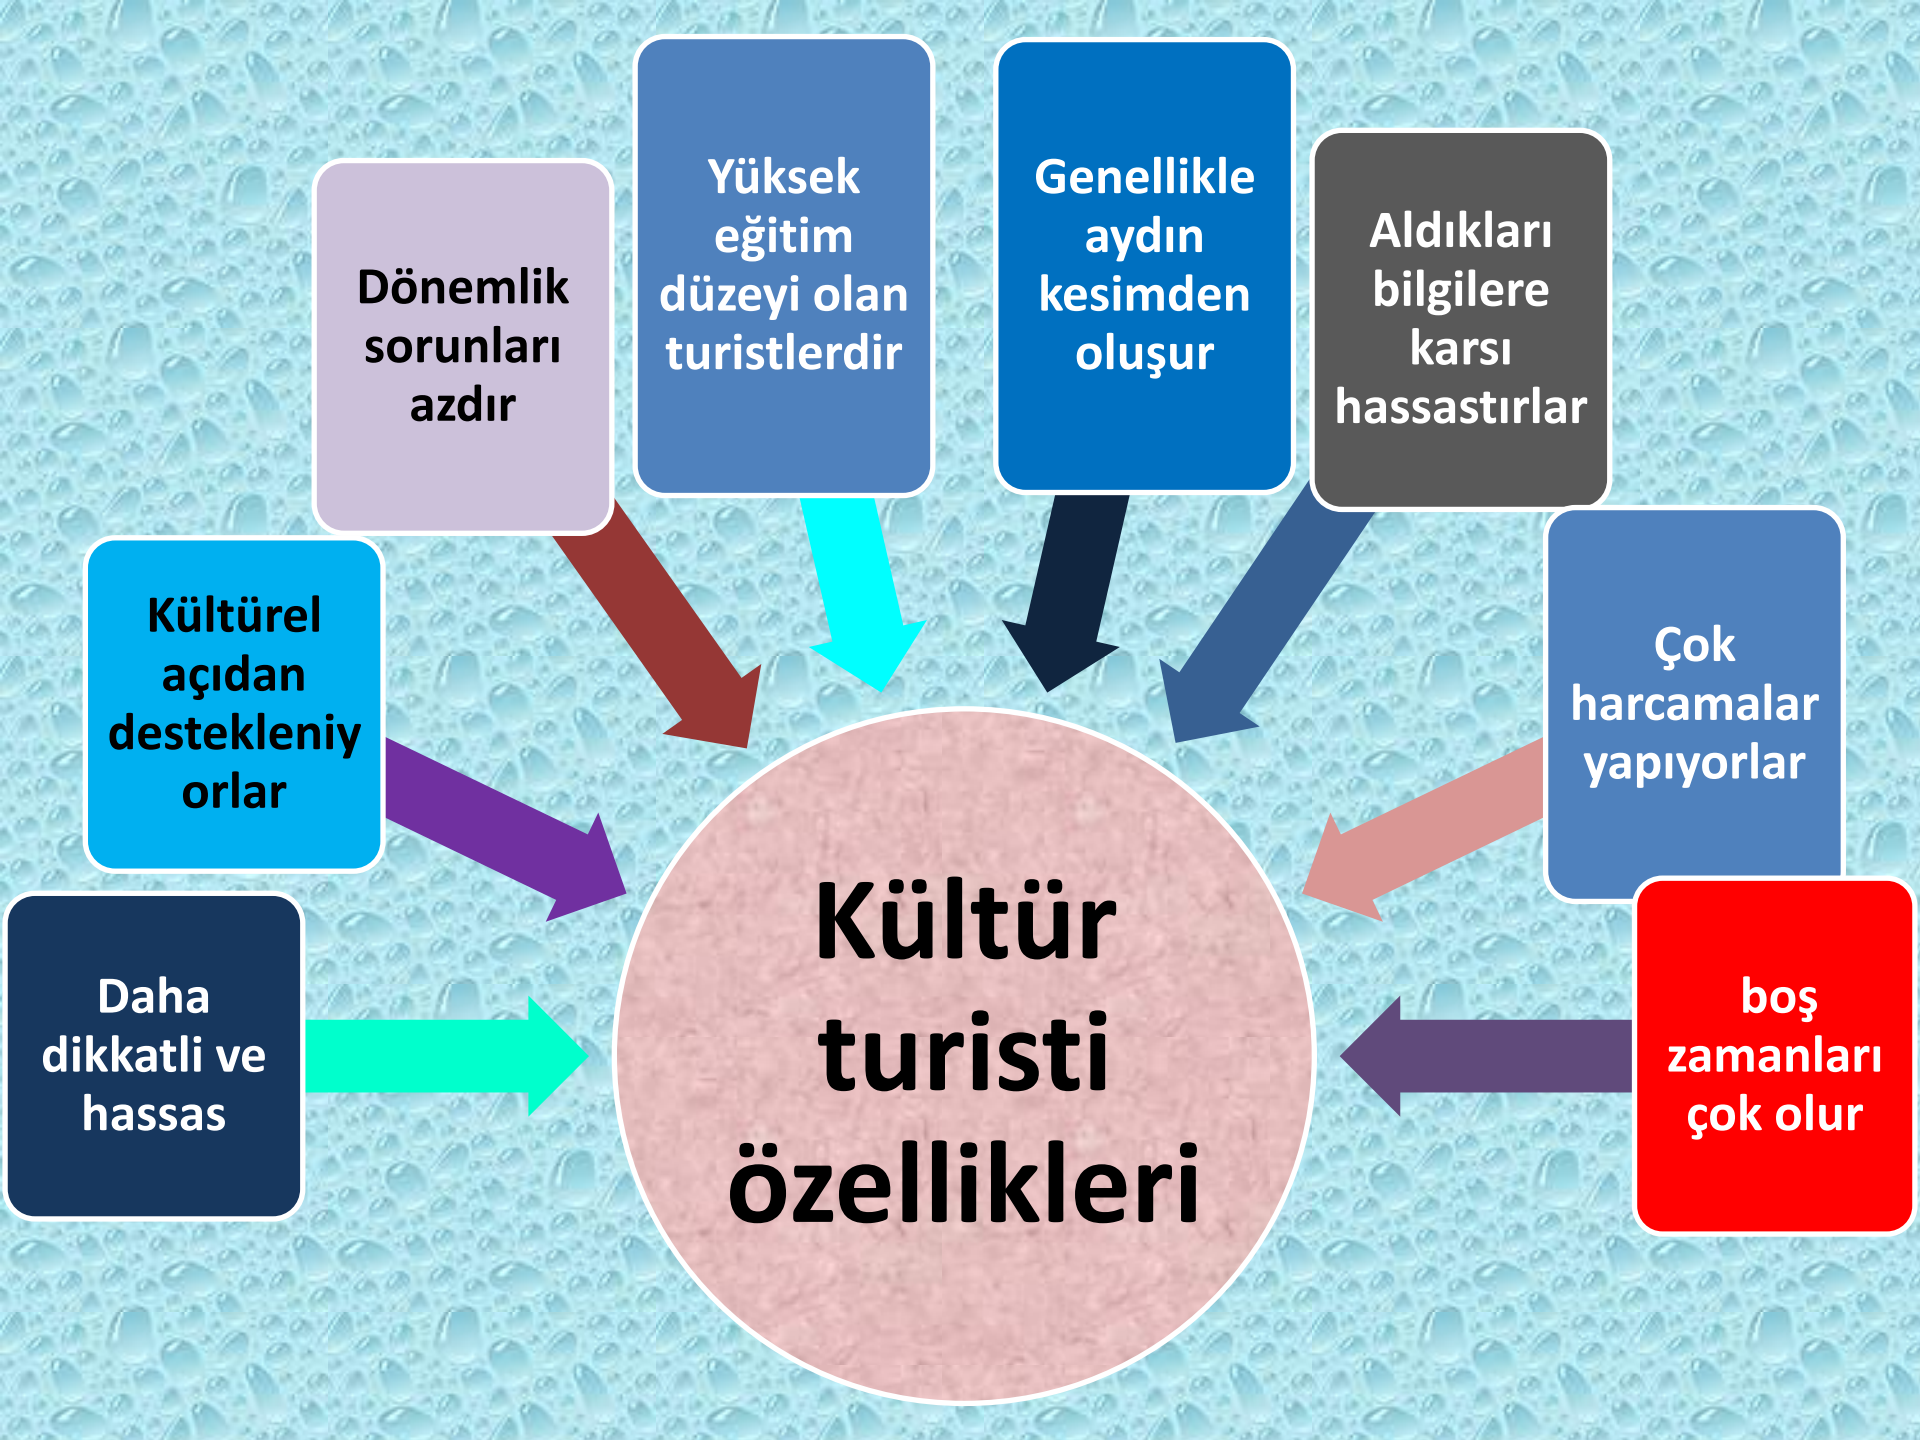 Daha
dikkatli ve
hassas
Kültürel
açıdan
destekleniy
orlar
Dönemlik
sorunları
azdır
Yüksek
eğitim
düzeyi olan
turistlerdir
Genellikle
aydın
kesimden
oluşur
Aldıkları
bilgilere
karsı
hassastırlar
Çok
harcamalar
yapıyorlar
boş
zamanları
çok olur
Kültür
turisti
özellikleri